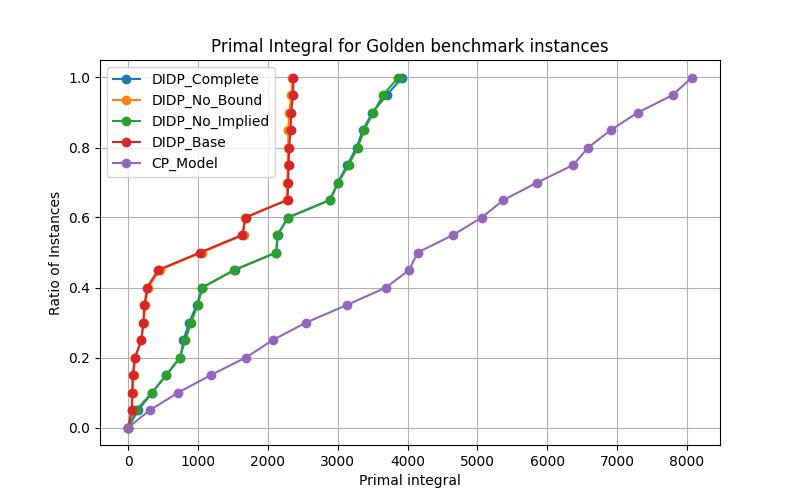 Primal Integral for Golden benchmark instances
DIDP_Complete
DIDP_No_Bound
DIDP_No_Implied
DIDP_Base
CP_Model
1.0
0.8
0.6
0.4
0.2
0.0
Ratio of Instances
0 1000 2000 3000 4000 5000 6000 7000 8000
Primal integral